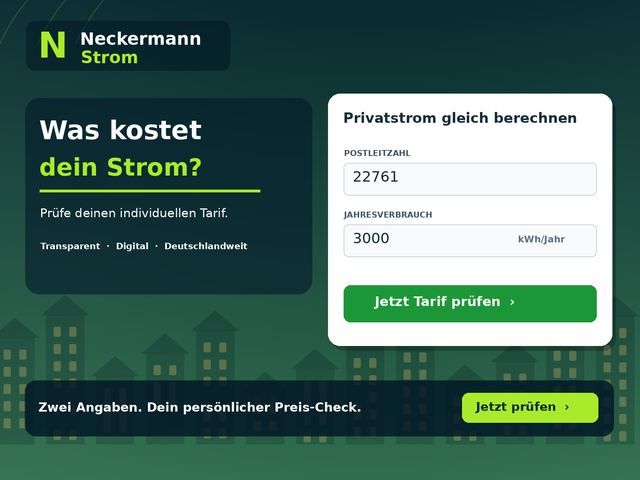 N
Neckermann
Strom
Was kostet
dein Strom?
Prüfe deinen individuellen Tarif.
Transparent · Digital · Deutschlandweit
Privatstrom gleich berechnen
POSTLEITZAHL
22761
JAHRESVERBRAUCH
3000 kWh/Jahr
Jetzt Tarif prüfen ›
Zwei Angaben. Dein persönlicher Preis-Check.
Jetzt prüfen ›